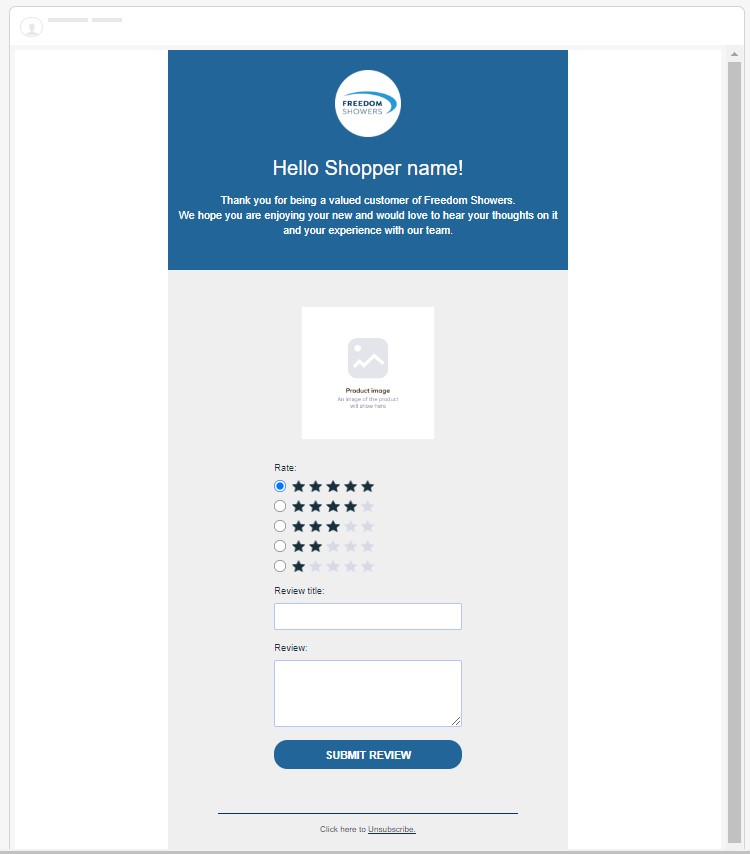 FREEDOM
SHOWERS
Hello Shopper name!
Thank you for being a valued customer of Freedom Showers.
We hope you are enjoying your new and would love to hear your thoughts on it
and your experience with our team.
Product image
An image of the product
will show here
Rate:
Review title:
Review:
SUBMIT REVIEW
Click here to Unsubscribe.